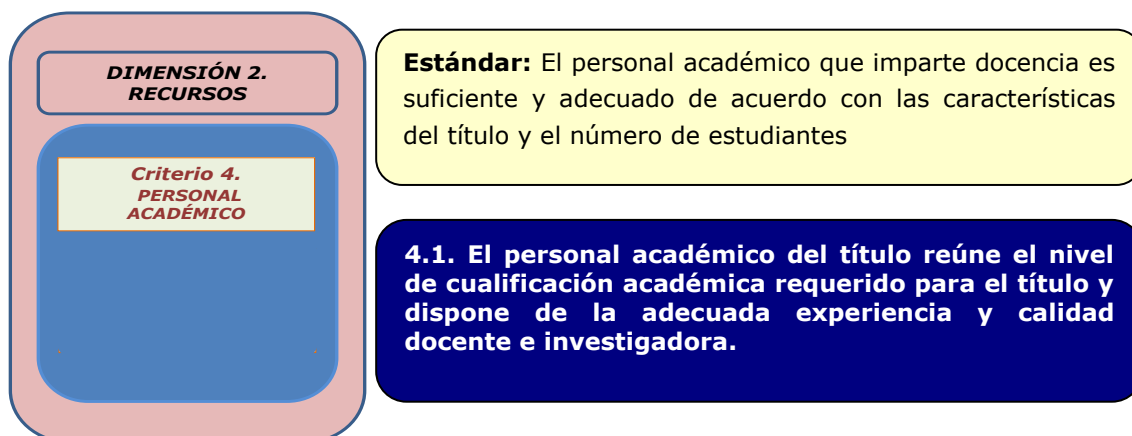 DIMENSIÓN 2.
RECURSOS
Criterio 4.
PERSONAL
ACADÉMICO
Estándar: El personal académico que imparte docencia es
suficiente y adecuado de acuerdo con las características
del título y el número de estudiantes
4.1. El personal académico del título reúne el nivel
de cualificación académica requerido para el título y
dispone de la adecuada experiencia y calidad
docente e investigadora.